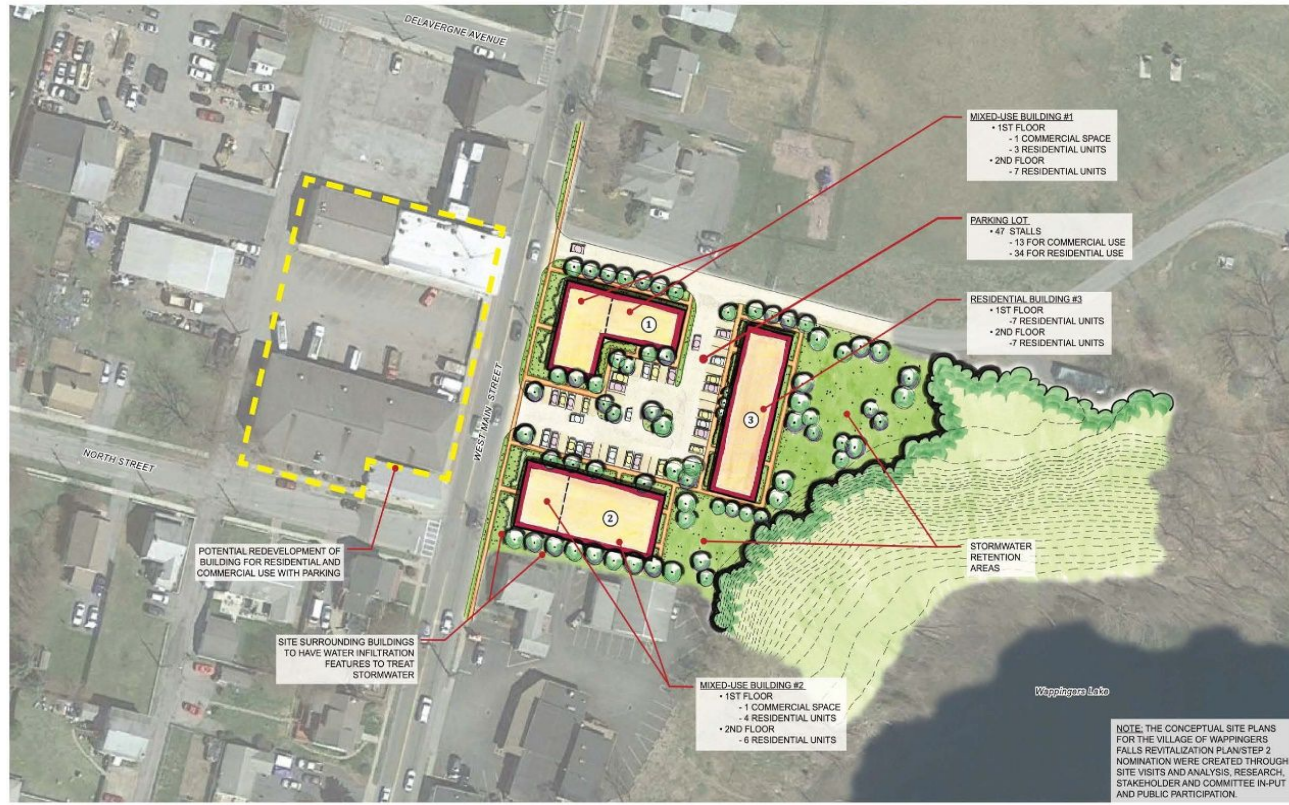 DELAVERGNE AVENUE
MIXED-USE BUILDING #1
• 1ST FLOOR
- 1 COMMERCIAL SPACE
- 3 RESIDENTIAL UNITS
• 2ND FLOOR
- 7 RESIDENTIAL UNITS
PARKING LOT
• 47 STALLS
- 13 FOR COMMERCIAL USE
- 34 FOR RESIDENTIAL USE
RESIDENTIAL BUILDING #3
• 1ST FLOOR
-7 RESIDENTIAL UNITS
• 2ND FLOOR
-7 RESIDENTIAL UNITS
1
WEST MAIN STREET
3
NORTH STREET
2
POTENTIAL REDEVELOPMENT OF
BUILDING FOR RESIDENTIAL AND
COMMERCIAL USE WITH PARKING
STORMWATER
RETENTION
AREAS
SITE SURROUNDING BUILDINGS
TO HAVE WATER INFILTRATION
FEATURES TO TREAT
STORMWATER
MIXED-USE BUILDING #2
• 1ST FLOOR
- 1 COMMERCIAL SPACE
- 4 RESIDENTIAL UNITS
• 2ND FLOOR
- 6 RESIDENTIAL UNITS
Wappingers Lake
NOTE: THE CONCEPTUAL SITE PLANS
FOR THE VILLAGE OF WAPPINGERS
FALLS REVITALIZATION PLAN/STEP 2
NOMINATION WERE CREATED THROUGH
SITE VISITS AND ANALYSIS, RESEARCH,
STAKEHOLDER AND COMMITTEE IN-PUT
AND PUBLIC PARTICIPATION.